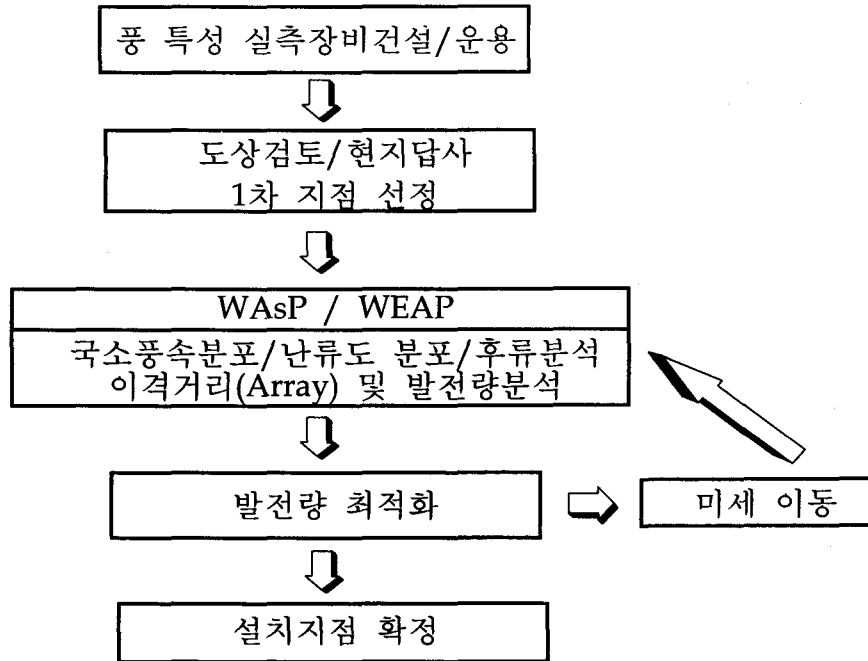 풍 특성 실측장비건설/운용
도상검토/현지답사
1차 지점 선정
WAsP / WEAP
국소풍속분포/난류도 분포/후류분석
이격거리(Array) 및 발전량분석
발전량 최적화
미세 이동
설치지점 확정